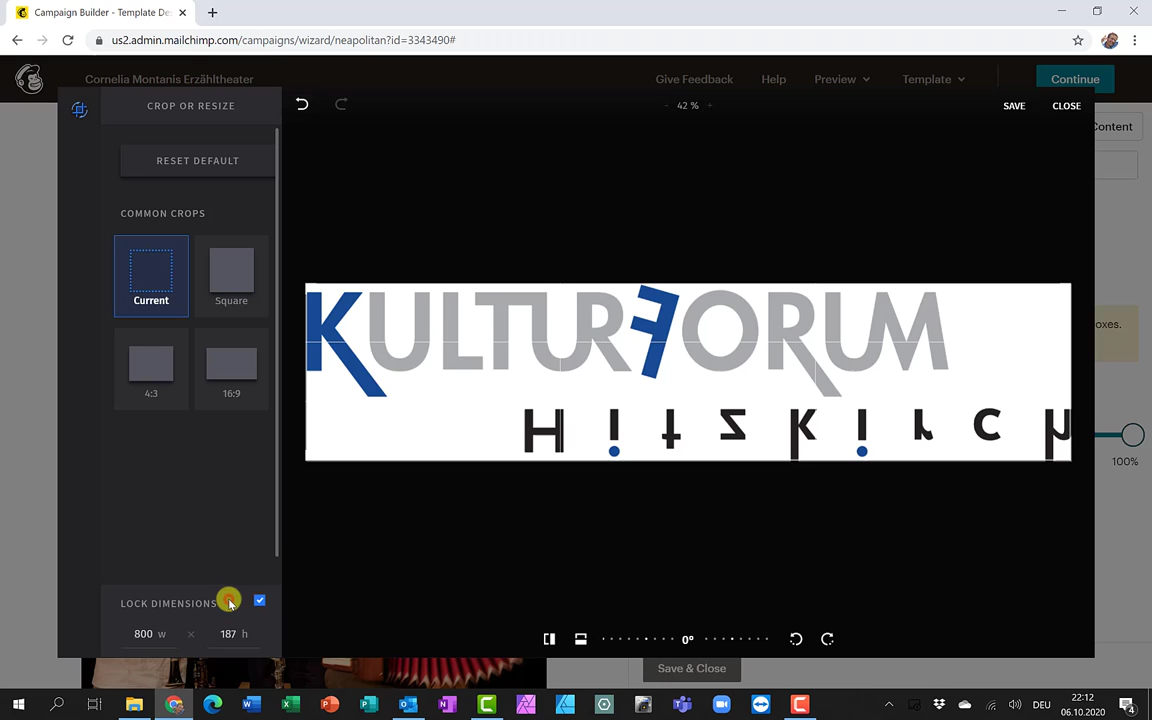 Campaign Builder - Template De
us2.admin.mailchimp.com/campaigns/wizard/neapolitan?id=3343490#
Cornelia Montanis Erzähltheater
Give Feedback
Help
Preview
Template
Continue
CROP OR RESIZE
42 %
SAVE
CLOSE
Content
RESET DEFAULT
COMMON CROPS
Current
Square
4:3
16:9
oxes.
100%
KULTURFORUM
Hitzkirch
LOCK DIMENSIONS
800 w × 187 h
0°
Save & Close
DEU
22:12
06.10.2020
4